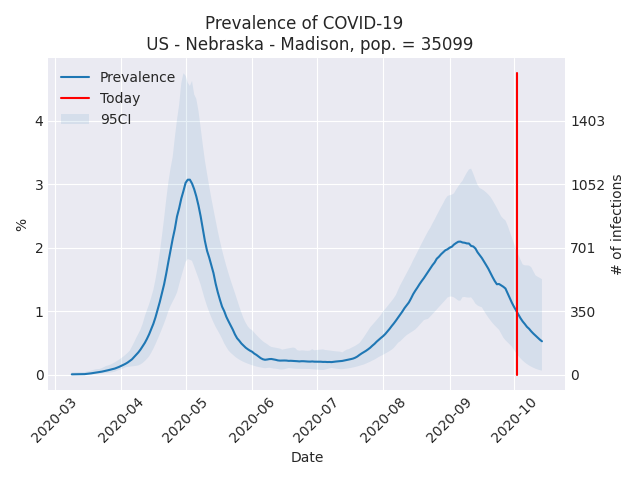 Prevalence of COVID-19
US - Nebraska - Madison, pop. = 35099
Prevalence
Today
95CI
%
4
3
2
1
0
1403
1052
701
350
0
# of infections
2020-03
2020-04
2020-05
2020-06
2020-07
2020-08
2020-09
2020-10
Date